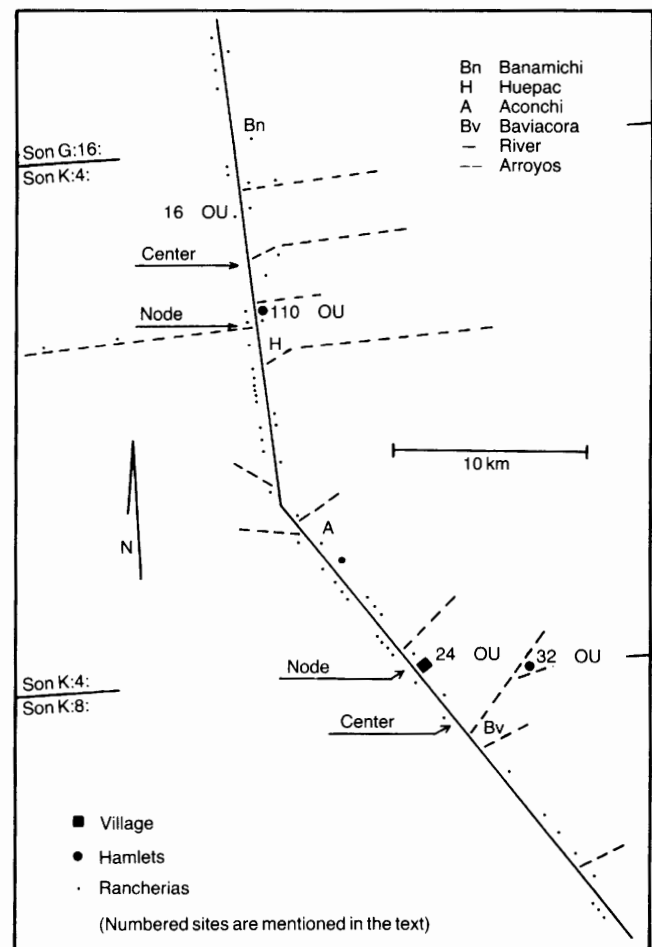 Bn Banamichi
H Huepac
A Aconchi
Bv Baviacora
— River
−− Arroyos
Bn
Son G:16:
Son K:4:
16 OU
Center
110 OU
Node
H
10 km
N
A
24 OU
32 OU
Node
Son K:4:
Son K:8:
Center
Bv
Village
Hamlets
Rancherias
(Numbered sites are mentioned in the text)